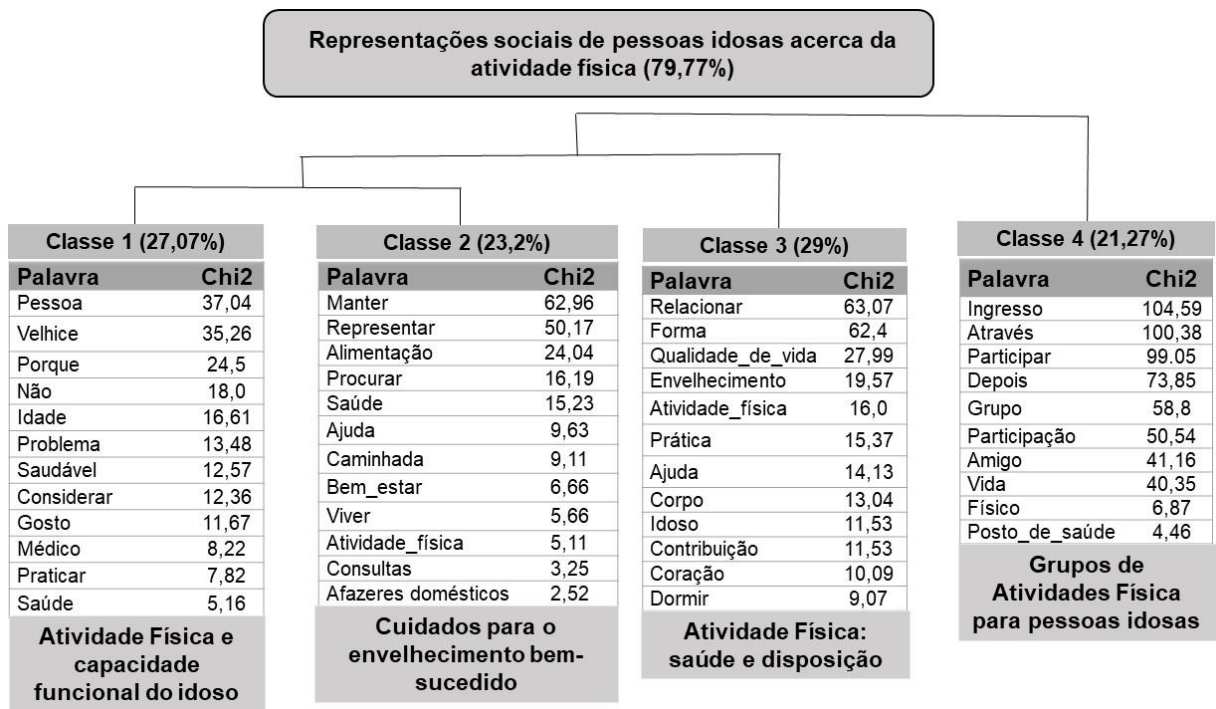 Representações sociais de pessoas idosas acerca da
atividade física (79,77%)
Classe 1 (27,07%)
Palavra Chi2
Pessoa 37,04
Velhice 35,26
Porque 24,5
Não 18,0
Idade 16,61
Problema 13,48
Saudável 12,57
Considerar 12,36
Gosto 11,67
Médico 8,22
Praticar 7,82
Saúde 5,16
Atividade Física e
capacidade
funcional do idoso
Classe 2 (23,2%)
Palavra Chi2
Manter 62,96
Representar 50,17
Alimentação 24,04
Procurar 16,19
Saúde 15,23
Ajuda 9,63
Caminhada 9,11
Bem_estar 6,66
Viver 5,66
Atividade_física 5,11
Consultas 3,25
Afazeres domésticos 2,52
Cuidados para o
envelhecimento bem-
sucedido
Classe 3 (29%)
Palavra Chi2
Relacionar 63,07
Forma 62,4
Qualidade_de_vida 27,99
Envelhecimento 19,57
Atividade_física 16,0
Prática 15,37
Ajuda 14,13
Corpo 13,04
Idoso 11,53
Contribuição 11,53
Coração 10,09
Dormir 9,07
Atividade Física:
saúde e disposição
Classe 4 (21,27%)
Palavra Chi2
Ingresso 104,59
Através 100,38
Participar 99.05
Depois 73,85
Grupo 58,8
Participação 50,54
Amigo 41,16
Vida 40,35
Físico 6,87
Posto_de_saúde 4,46
Grupos de
Atividades Física
para pessoas idosas